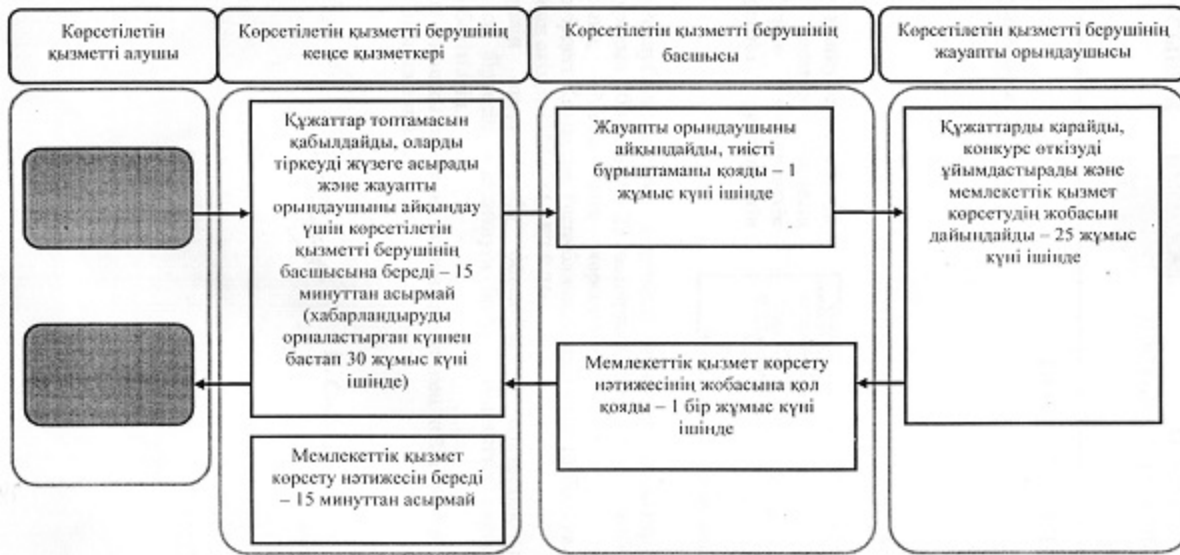 Көрсетілетін
қызметті алушы
Көрсетілетін қызметті берушінің
кеңсе қызметкері
Көрсетілетін қызметті берушінің
басшысы
Көрсетілетін қызметті берушінің
жауапты орындаушысы
Құжаттар топтамасын
қабылдайды, оларды
тіркеуді жүзеге асырады
және жауапты
орындаушыны айқындау
үшін көрсетілетін
қызметті берушінің
басшысына береді – 15
минуттан асырмай
(хабарландыруды
орналастырған күннен
бастап 30 жұмыс күні
ішінде)
Жауапты орындаушыны
айқындайды, тиісті
бұрыштаманы қояды – 1
жұмыс күні ішінде
Құжаттарды қарайды,
конкурс өткізуді
ұйымдастырады және
мемлекеттік қызмет
көрсетудің жобасын
дайындайды – 25 жұмыс
күні ішінде
Мемлекеттік қызмет көрсету
нәтижесінің жобасына қол
қояды – 1 бір жұмыс күні
ішінде
Мемлекеттік қызмет
көрсету нәтижесін береді
– 15 минуттан асырмай